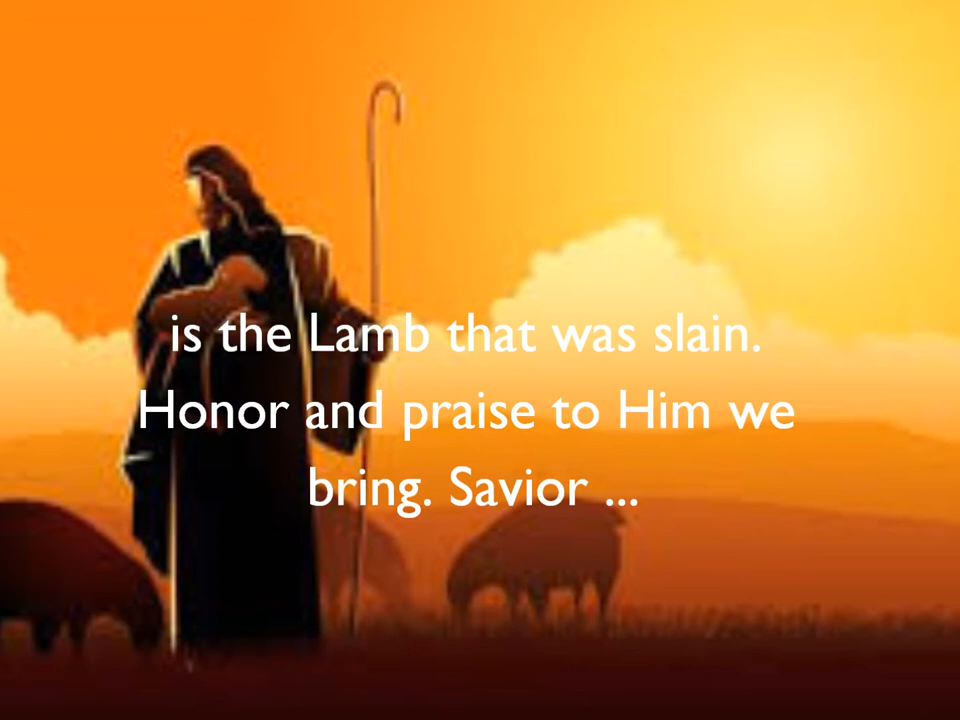 is the Lamb that was slain.
Honor and praise to Him we
bring. Savior ...